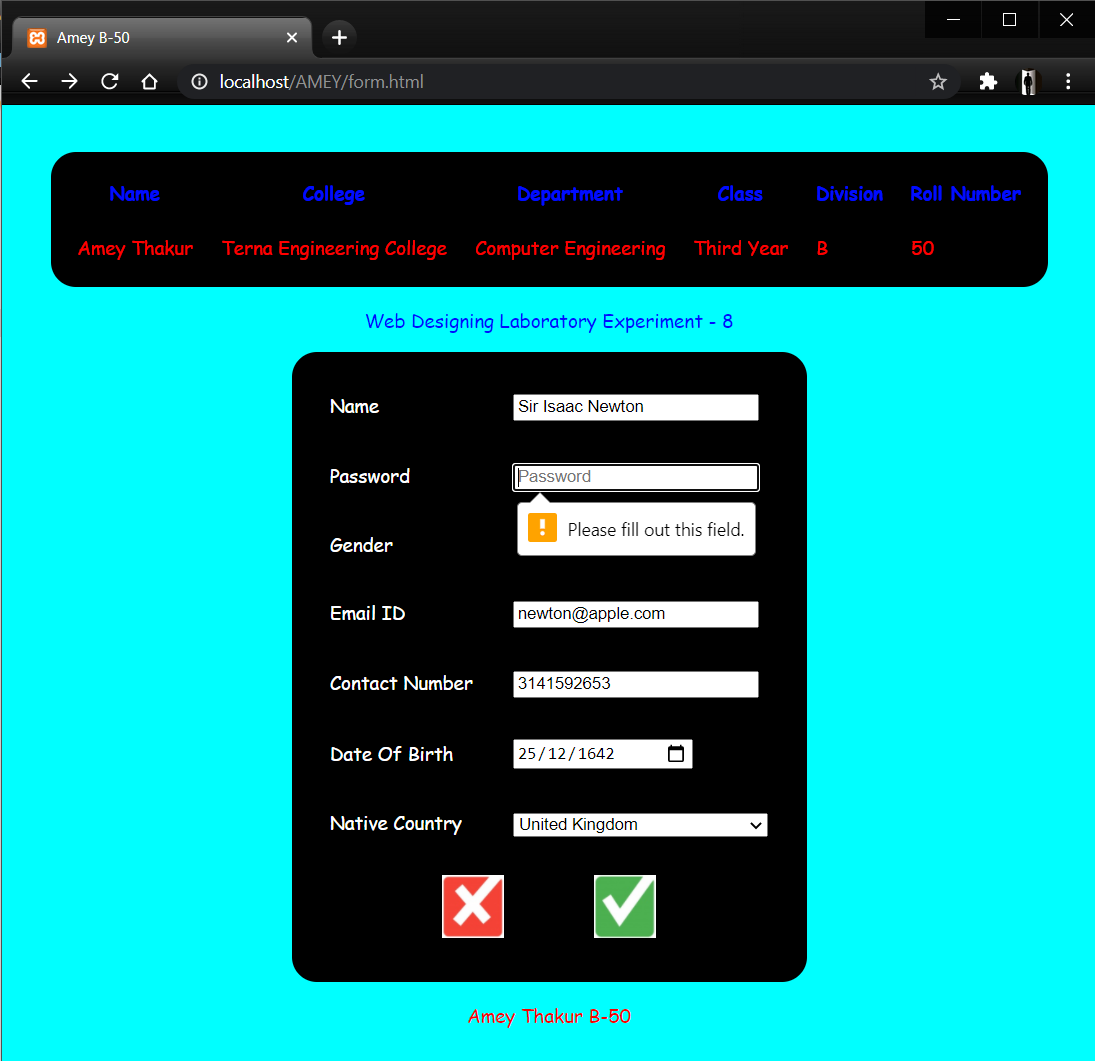 Amey B-50
localhost/AMEY/form.html
Name College Department Class Division Roll Number
Amey Thakur Terna Engineering College Computer Engineering Third Year B 50
Web Designing Laboratory Experiment - 8
Name Sir Isaac Newton
Password Password
Please fill out this field.
Gender
Email ID newton@apple.com
Contact Number 3141592653
Date Of Birth 25/12/1642
Native Country United Kingdom
Amey Thakur B-50